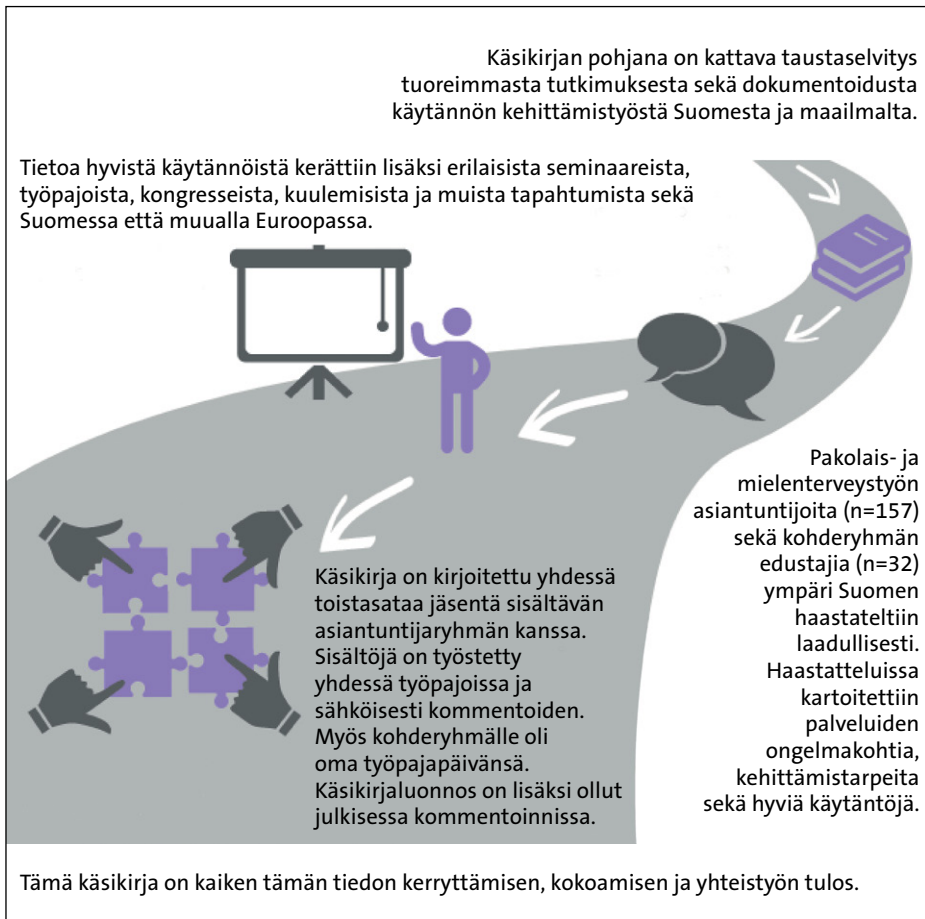 Käsikirjan pohjana on kattava taustaselvitys
tuoreimmasta tutkimuksesta sekä dokumentoidusta
käytännön kehittämistyöstä Suomesta ja maailmalta.
Tietoa hyvistä käytännöistä kerättiin lisäksi erilaisista seminaareista,
työpajoista, kongresseista, kuulemisista ja muista tapahtumista sekä
Suomessa että muualla Euroopassa.
Pakolais- ja
mielenterveystyön
asiantuntijoita (n=157)
sekä kohderyhmän
edustajia (n=32)
ympäri Suomen
haastateltiin
laadullisesti.
Haastatteluissa
kartoitettiin
palveluiden
ongelmakohtia,
kehittämistarpeita
sekä hyviä käytäntöjä.
Käsikirja on kirjoitettu yhdessä
toistasataa jäsentä sisältävän
asiantuntijaryhmän kanssa.
Sisältöjä on työstetty
yhdessä työpajoissa ja
sähköisesti kommentoiden.
Myös kohderyhmälle oli
oma työpajapäivänsä.
Käsikirjaluonnos on lisäksi ollut
julkisessa kommentoinnissa.
Tämä käsikirja on kaiken tämän tiedon kerryttämisen, kokoamisen ja yhteistyön tulos.